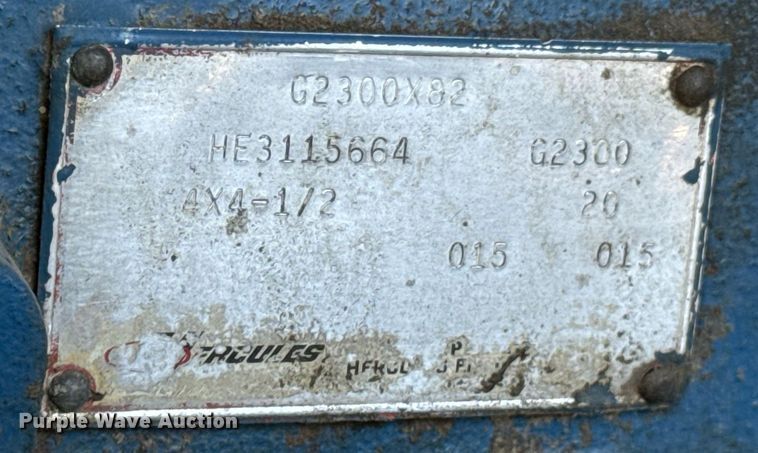 G2300X82
HE3115664 G2300
4X4-1/2 20
015 015
HERCULES
Purple Wave Auction